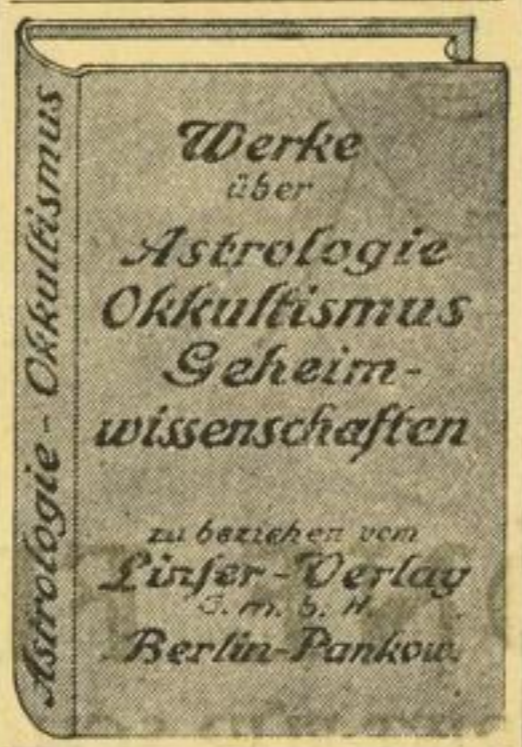 Astrologie - Okkultismus
Werke
über
Astrologie
Okkultismus
Geheim-
wissenschaften
zu beziehen vom
Linser-Verlag
G. m. b. H.
Berlin-Pankow.